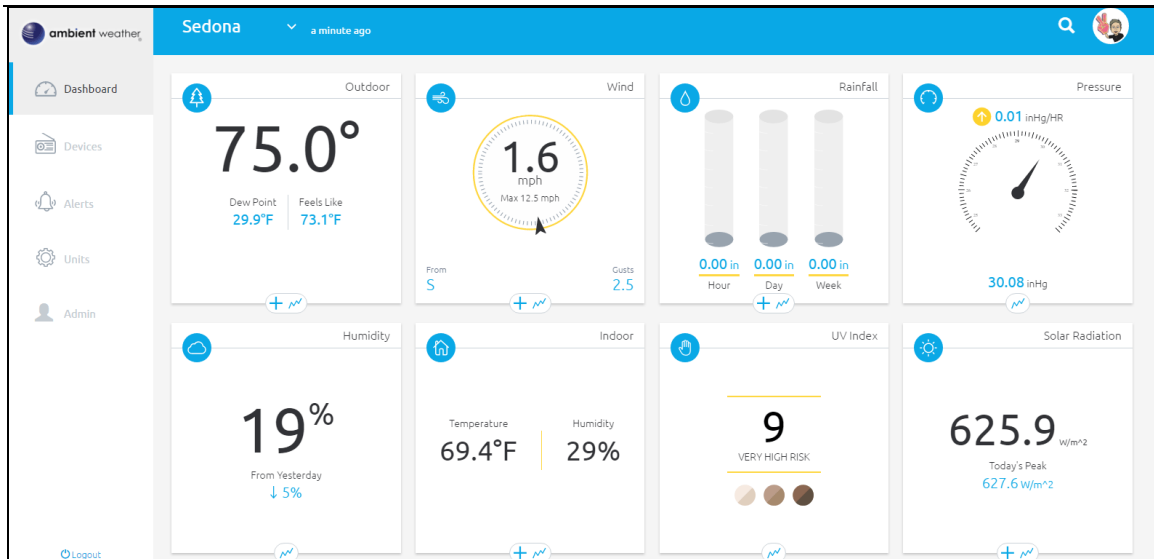 ambient weather
Sedona
a minute ago
Dashboard
Devices
Alerts
Units
Admin
Logout
Outdoor
75.0°
Dew Point
29.9°F
Feels Like
73.1°F
Wind
1.6
mph
Max 12.5 mph
From
S
Gusts
2.5
Rainfall
0.00 in
Hour
0.00 in
Day
0.00 in
Week
Pressure
0.01 inHg/HR
30.08 inHg
Humidity
19%
From Yesterday
↓ 5%
Indoor
Temperature
69.4°F
Humidity
29%
UV Index
9
VERY HIGH RISK
Solar Radiation
625.9 W/m^2
Today's Peak
627.6 W/m^2